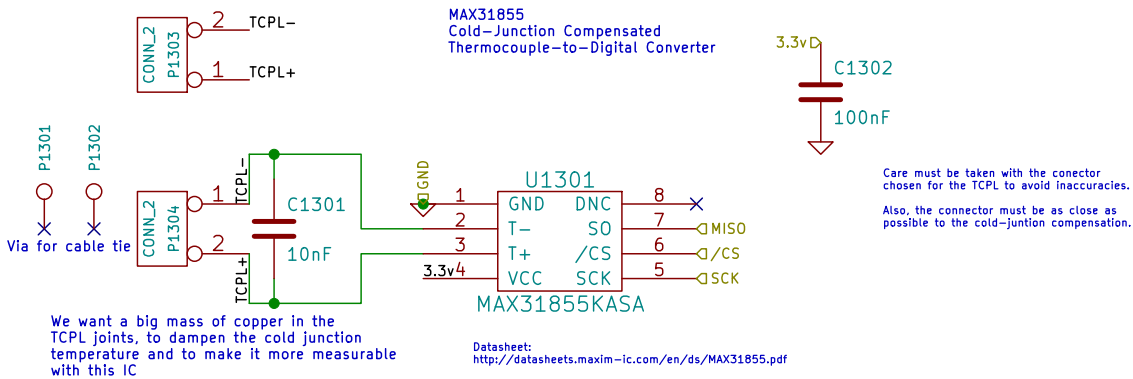 2
TCPL-
CONN_2
P1303
1
TCPL+
MAX31855
Cold-Junction Compensated
Thermocouple-to-Digital Converter
3.3v
C1302
100nF
P1301
P1302
Via for cable tie
CONN_2
P1304
1
2
TCPL-
TCPL+
C1301
10nF
GND
U1301
1
GND
DNC
8
2
T-
SO
7
MISO
3
T+
/CS
6
/CS
3.3v
4
VCC
SCK
5
SCK
MAX31855KASA
Care must be taken with the conector
chosen for the TCPL to avoid inaccuracies.
Also, the connector must be as close as
possible to the cold-juntion compensation.
We want a big mass of copper in the
TCPL joints, to dampen the cold junction
temperature and to make it more measurable
with this IC
Datasheet:
http://datasheets.maxim-ic.com/en/ds/MAX31855.pdf